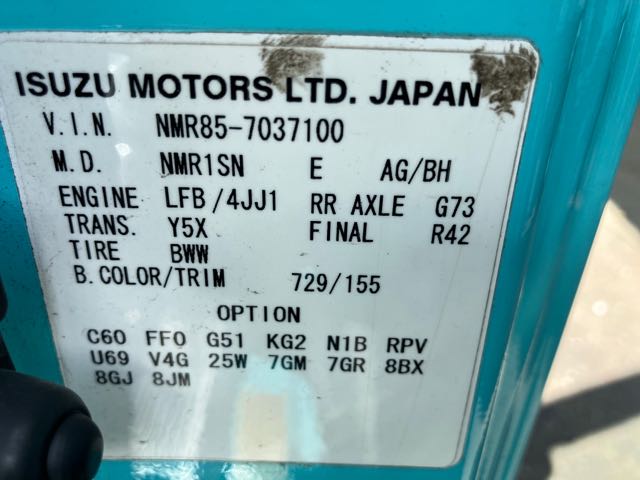 ISUZU MOTORS LTD. JAPAN
V.I.N. NMR85-7037100
M.D. NMR1SN E AG/BH
ENGINE LFB/4JJ1 RR AXLE G73
TRANS. Y5X FINAL R42
TIRE BWW
B.COLOR/TRIM 729/155
OPTION
C60 FF0 G51 KG2 N1B RPV
U69 V4G 25W 7GM 7GR 8BX
8GJ 8JM